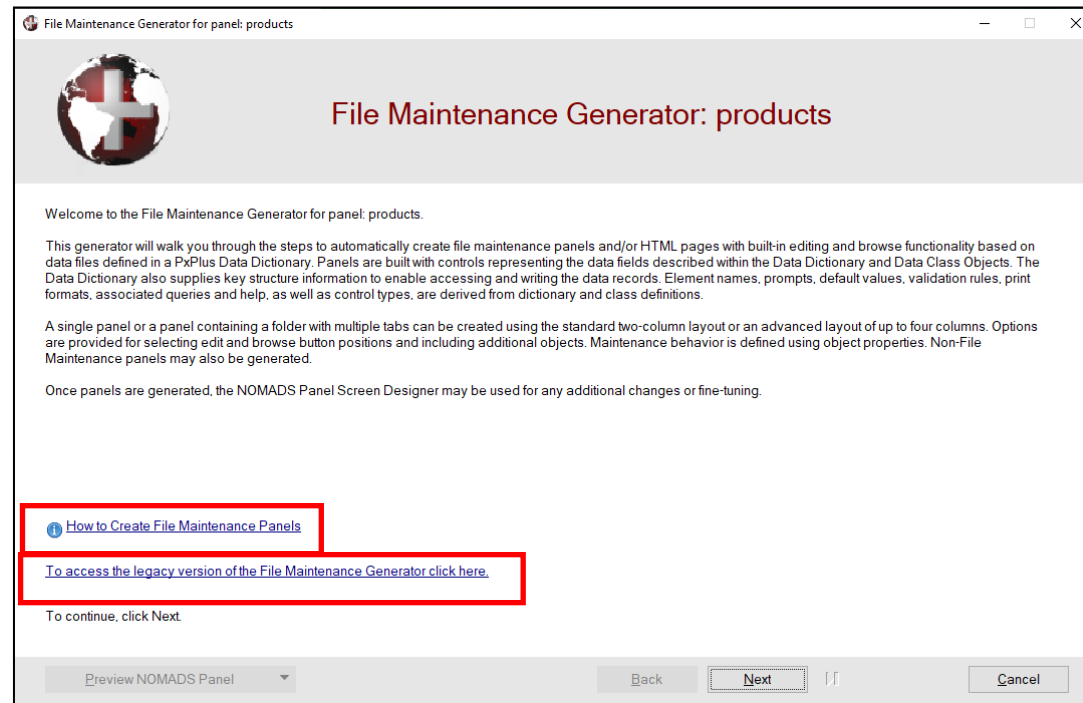 File Maintenance Generator for panel: products
File Maintenance Generator: products
Welcome to the File Maintenance Generator for panel: products.
This generator will walk you through the steps to automatically create file maintenance panels and/or HTML pages with built-in editing and browse functionality based on
data files defined in a PxPlus Data Dictionary. Panels are built with controls representing the data fields described within the Data Dictionary and Data Class Objects. The
Data Dictionary also supplies key structure information to enable accessing and writing the data records. Element names, prompts, default values, validation rules, print
formats, associated queries and help, as well as control types, are derived from dictionary and class definitions.
A single panel or a panel containing a folder with multiple tabs can be created using the standard two-column layout or an advanced layout of up to four columns. Options
are provided for selecting edit and browse button positions and including additional objects. Maintenance behavior is defined using object properties. Non-File
Maintenance panels may also be generated.
Once panels are generated, the NOMADS Panel Screen Designer may be used for any additional changes or fine-tuning.
How to Create File Maintenance Panels
To access the legacy version of the File Maintenance Generator click here.
To continue, click Next.
Preview NOMADS Panel Back Next Cancel